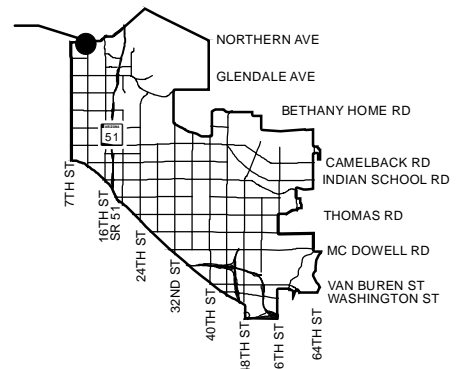 NORTHERN AVE
GLENDALE AVE
BETHANY HOME RD
51
CAMELBACK RD
INDIAN SCHOOL RD
THOMAS RD
MC DOWELL RD
VAN BUREN ST
WASHINGTON ST
7TH ST
16TH ST
SR 51
24TH ST
32ND ST
40TH ST
48TH ST
6TH ST
64TH ST